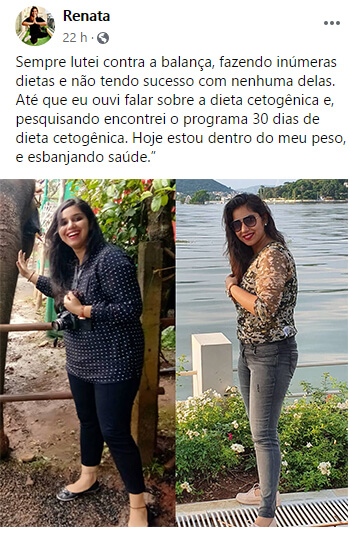 Renata
22 h ·
Sempre lutei contra a balança, fazendo inúmeras
dietas e não tendo sucesso com nenhuma delas.
Até que eu ouvi falar sobre a dieta cetogênica e,
pesquisando encontrei o programa 30 dias de
dieta cetogênica. Hoje estou dentro do meu peso,
e esbanjando saúde.”